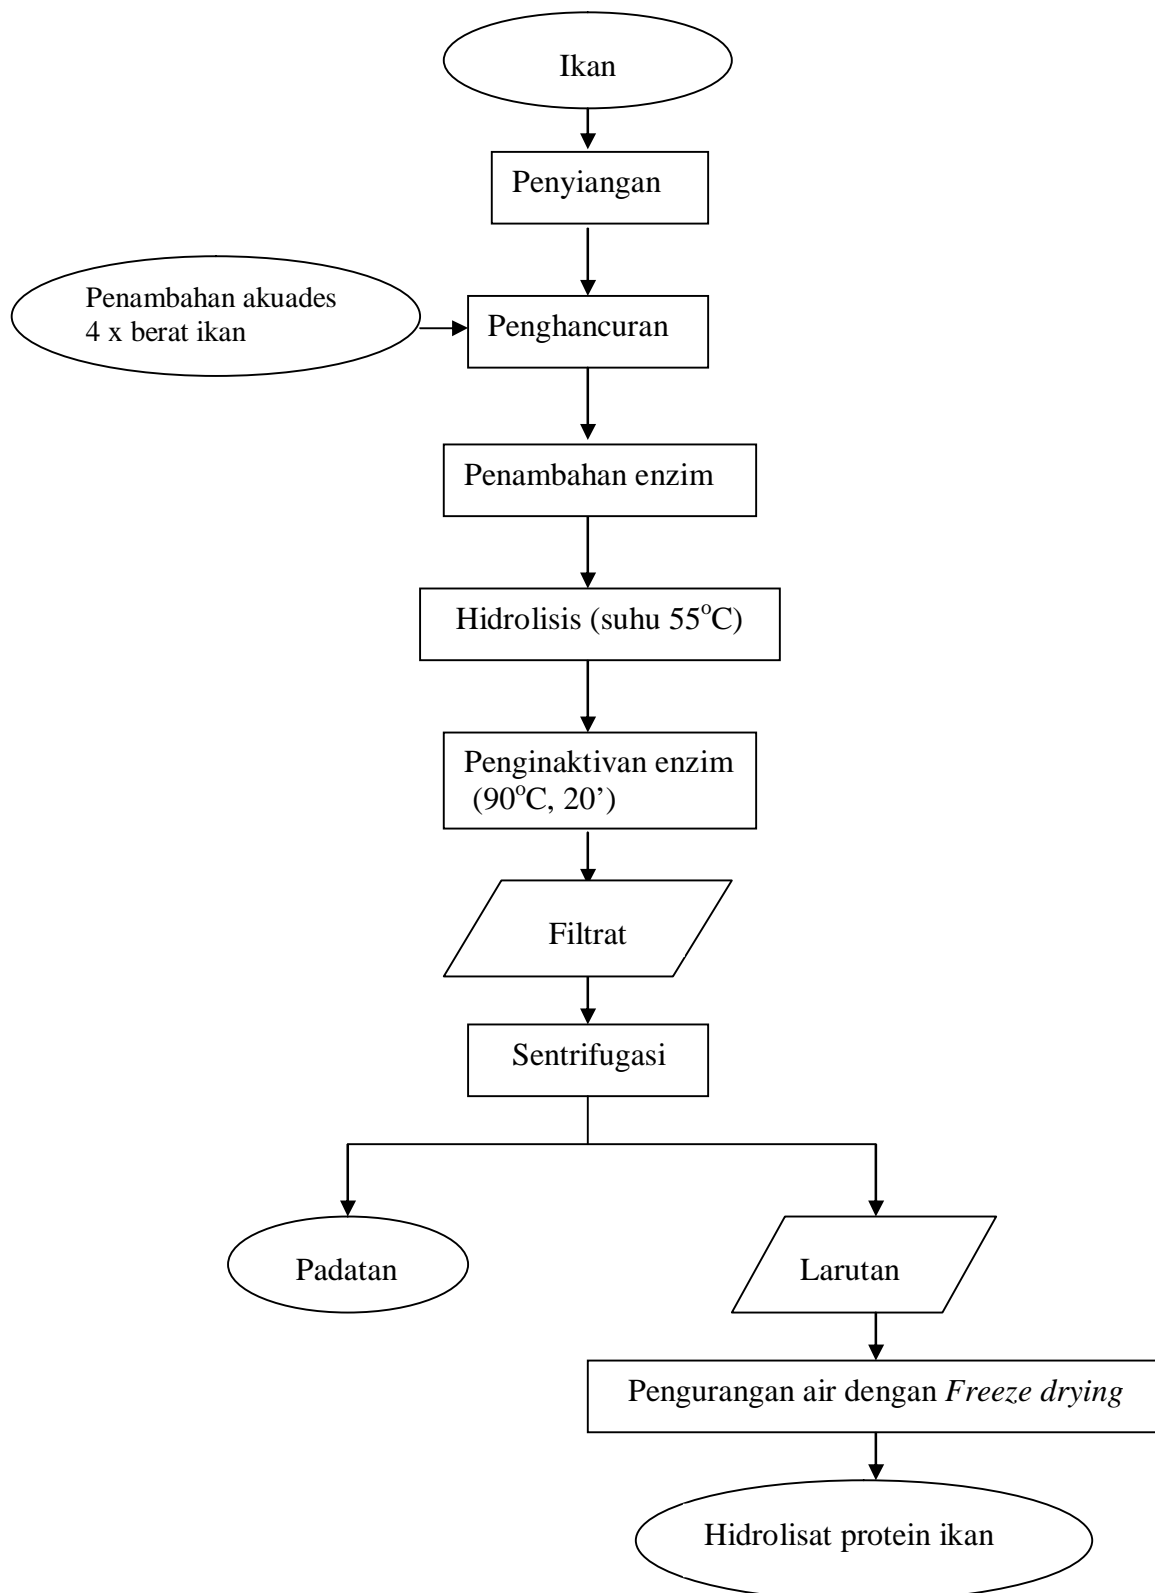 Ikan
Penyiangan
Penambahan akuades
4 x berat ikan
Penghancuran
Penambahan enzim
Hidrolisis (suhu 55°C)
Penginaktivan enzim
(90°C, 20’)
Filtrat
Sentrifugasi
Padatan
Larutan
Pengurangan air dengan Freeze drying
Hidrolisat protein ikan